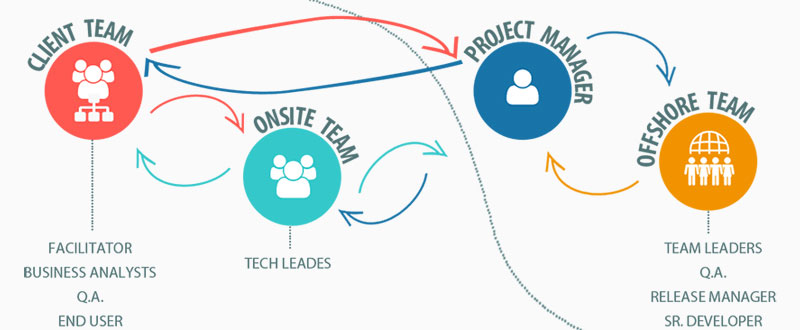 CLIENT TEAM
PROJECT MANAGER
ONSITE TEAM
OFFSHORE TEAM
FACILITATOR
BUSINESS ANALYSTS
Q.A.
END USER
TECH LEADES
TEAM LEADERS
Q.A.
RELEASE MANAGER
SR. DEVELOPER